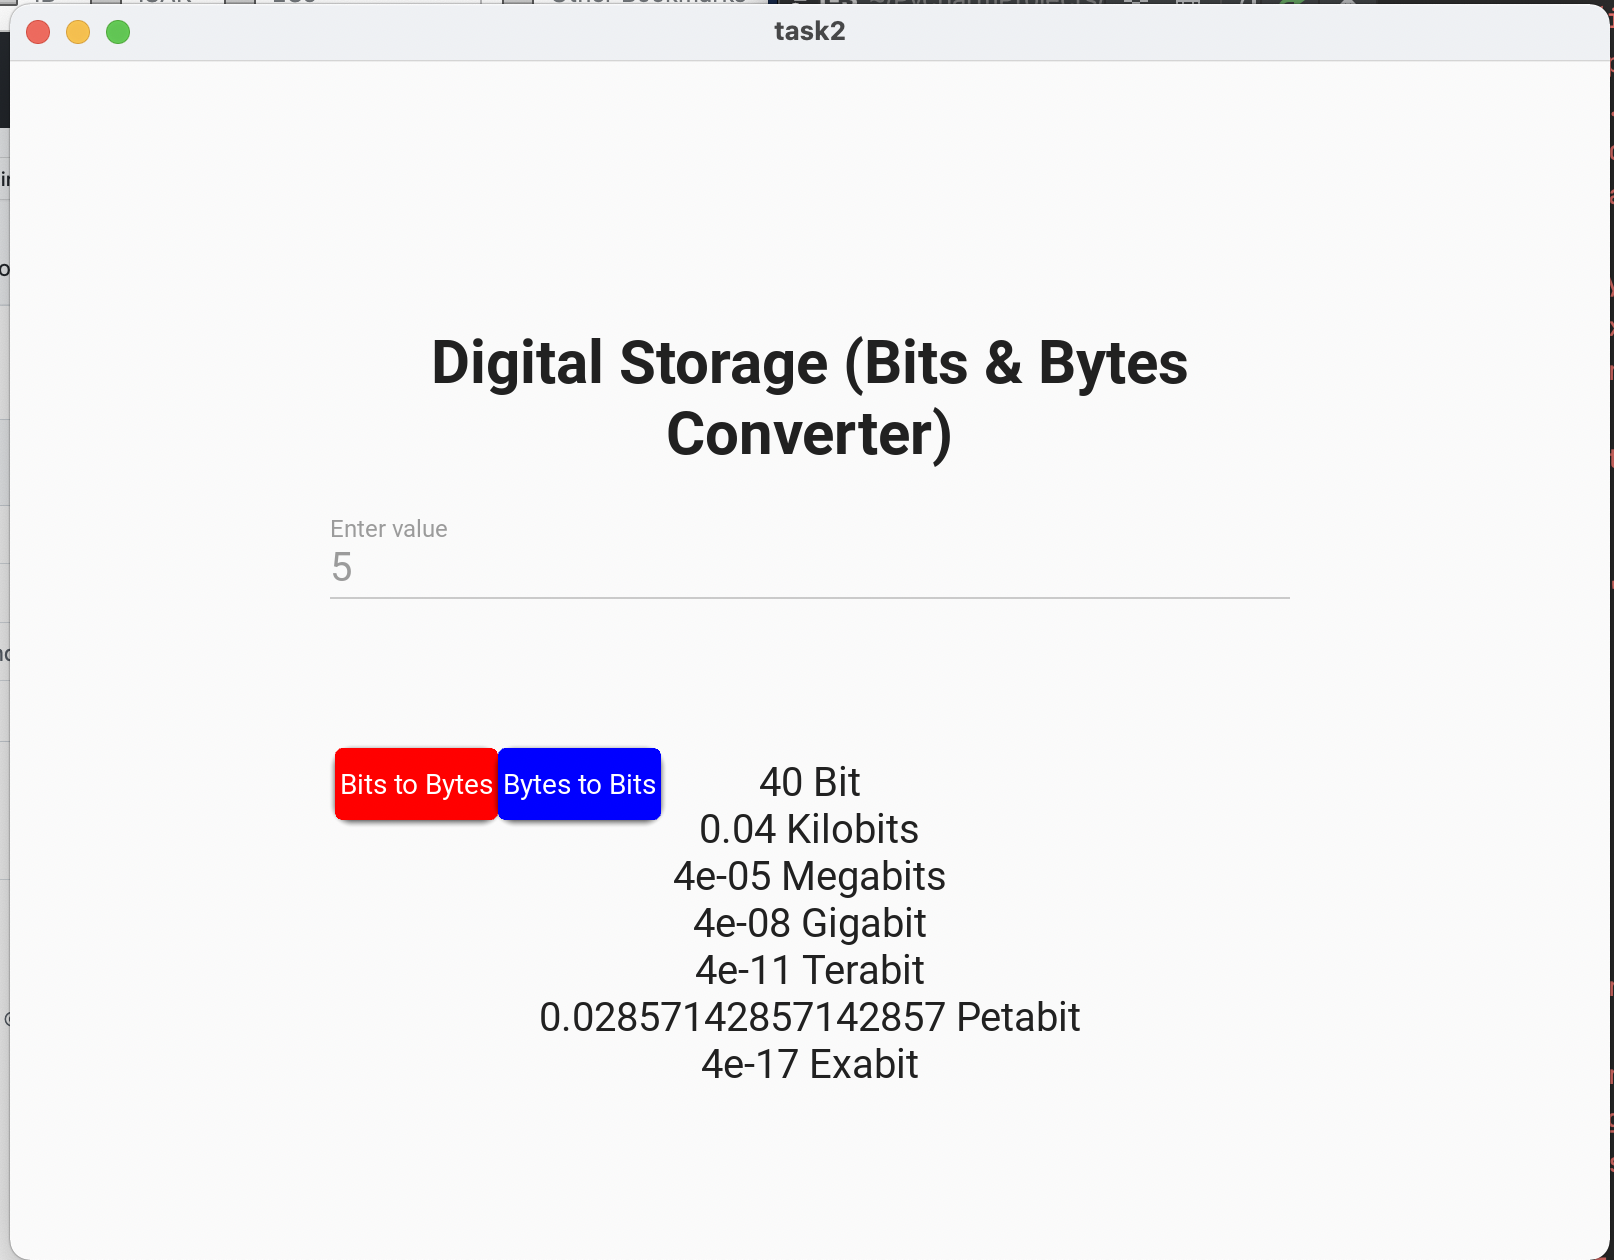 task2
Digital Storage (Bits & Bytes
Converter)
Enter value
5
Bits to Bytes
Bytes to Bits
40 Bit
0.04 Kilobits
4e-05 Megabits
4e-08 Gigabit
4e-11 Terabit
0.02857142857142857 Petabit
4e-17 Exabit